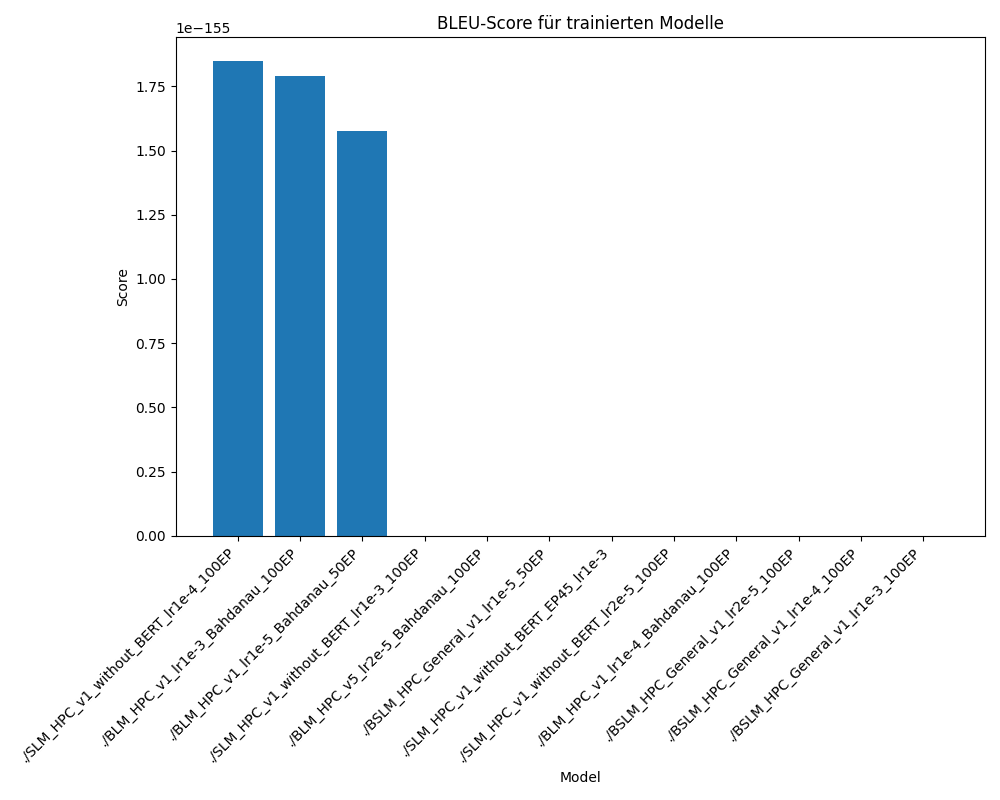 BLEU-Score für trainierten Modelle
1e−155
1.75
1.50
1.25
1.00
0.75
0.50
0.25
0.00
Score
./SLM_HPC_v1_without_BERT_lr1e-4_100EP
./BLM_HPC_v1_lr1e-3_Bahdanau_100EP
./BLM_HPC_v1_lr1e-5_Bahdanau_50EP
./SLM_HPC_v1_without_BERT_lr1e-3_100EP
./BLM_HPC_v5_lr2e-5_Bahdanau_100EP
./BSLM_HPC_General_v1_lr1e-5_50EP
./SLM_HPC_v1_without_BERT_EP45_lr1e-3
./SLM_HPC_v1_without_BERT_lr2e-5_100EP
./BLM_HPC_v1_lr1e-4_Bahdanau_100EP
./BSLM_HPC_General_v1_lr2e-5_100EP
./BSLM_HPC_General_v1_lr1e-4_100EP
./BSLM_HPC_General_v1_lr1e-3_100EP
Model